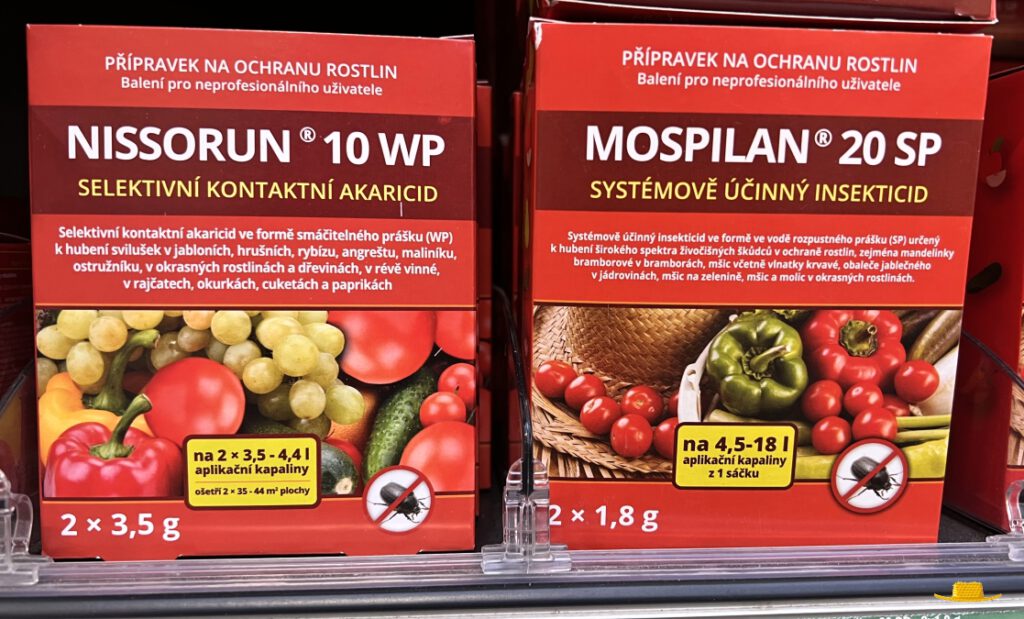 PŘÍPRAVEK NA OCHRANU ROSTLIN
Balení pro neprofesionálního uživatele
NISSORUN® 10 WP
SELEKTIVNÍ KONTAKTNÍ AKARICID
Selektivní kontaktní akaricid ve formě smáčitelného prášku (WP)
k hubení svilušek v jabloních, hrušních, rybízu, angreštu, maliníku,
ostružníku, v okrasných rostlinách a dřevinách, v révě vinné,
v rajčatech, okurkách, cuketách a paprikách
na 2 × 3,5 - 4,4 l
aplikační kapaliny
ošetří 2 × 35 - 44 m² plochy
2 × 3,5 g
PŘÍPRAVEK NA OCHRANU ROSTLIN
Balení pro neprofesionálního uživatele
MOSPILAN® 20 SP
SYSTÉMOVĚ ÚČINNÝ INSEKTICID
Systémově účinný insekticid ve formě ve vodě rozpustného prášku (SP) určený
k hubení širokého spektra živočišných škůdců v ochraně rostlin, zejména mandelinky
bramborové v bramborách, mšic včetně vlnatky krvavé, obaleče jablečného
v jádrovinách, mšic na zelenině, mšic a molic v okrasných rostlinách.
na 4,5-18 l
aplikační kapaliny
z 1 sáčku
2 × 1,8 g